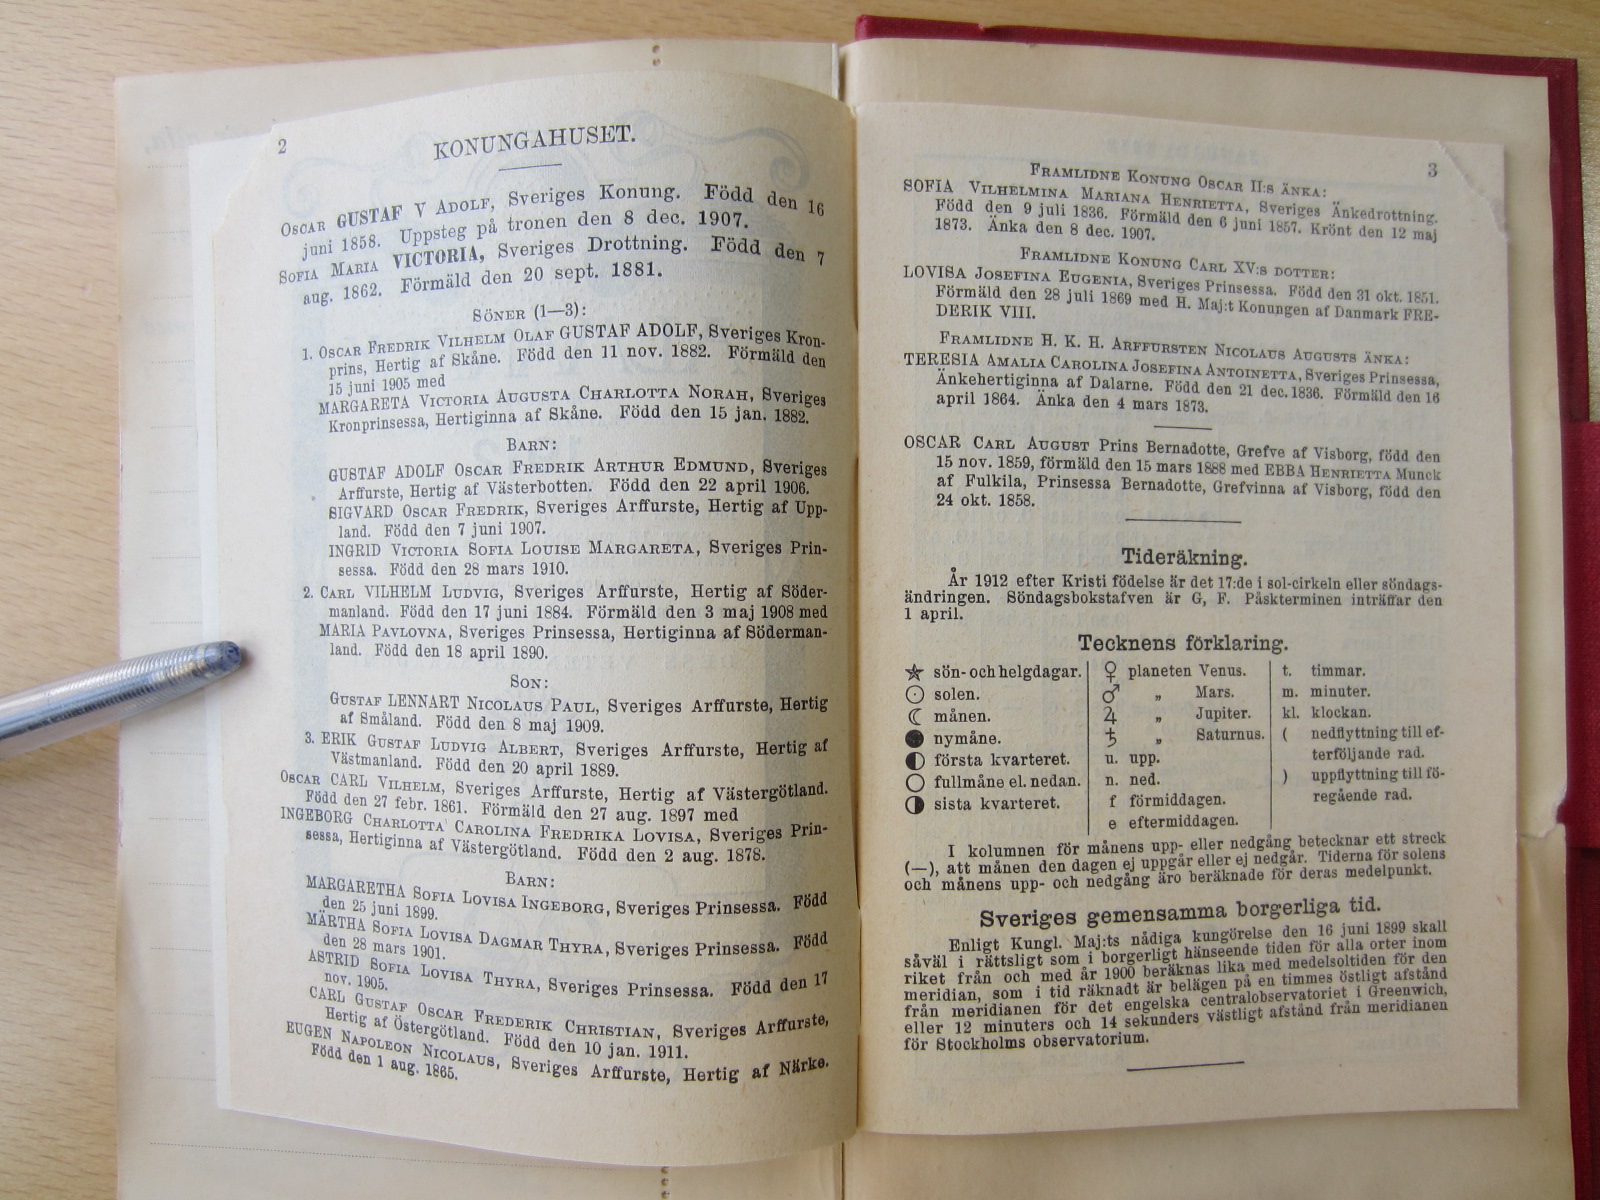 2
KONUNGAHUSET.
OSCAR GUSTAF V ADOLF, Sveriges Konung. Född den 16
juni 1858. Uppsteg på tronen den 8 dec. 1907.
SOFIA MARIA VICTORIA, Sveriges Drottning. Född den 7
aug. 1862. Förmäld den 20 sept. 1881.
SÖNER (1—3):
1. OSCAR FREDRIK VILHELM OLAF GUSTAF ADOLF, Sveriges Kron-
prins, Hertig af Skåne. Född den 11 nov. 1882. Förmäld den
15 juni 1905 med
MARGARETA VICTORIA AUGUSTA CHARLOTTA NORAH, Sveriges
Kronprinsessa, Hertiginna af Skåne. Född den 15 jan. 1882.
BARN:
GUSTAF ADOLF OSCAR FREDRIK ARTHUR EDMUND, Sveriges
Arffurste, Hertig af Västerbotten. Född den 22 april 1906.
SIGVARD OSCAR FREDRIK, Sveriges Arffurste, Hertig af Upp-
land. Född den 7 juni 1907.
INGRID VICTORIA SOFIA LOUISE MARGARETA, Sveriges Prin-
sessa. Född den 28 mars 1910.
2. CARL VILHELM LUDVIG, Sveriges Arffurste, Hertig af Söder-
manland. Född den 17 juni 1884. Förmäld den 3 maj 1908 med
MARIA PAVLOVNA, Sveriges Prinsessa, Hertiginna af Söderman-
land. Född den 18 april 1890.
SON:
GUSTAF LENNART NICOLAUS PAUL, Sveriges Arffurste, Hertig
af Småland. Född den 8 maj 1909.
3. ERIK GUSTAF LUDVIG ALBERT, Sveriges Arffurste, Hertig af
Västmanland. Född den 20 april 1889.
OSCAR CARL VILHELM, Sveriges Arffurste, Hertig af Västergötland.
Född den 27 febr. 1861. Förmäld den 27 aug. 1897 med
INGEBORG CHARLOTTA CAROLINA FREDRIKA LOVISA, Sveriges Prin-
sessa, Hertiginna af Västergötland. Född den 2 aug. 1878.
BARN:
MARGARETHA SOFIA LOVISA INGEBORG, Sveriges Prinsessa. Född
den 25 juni 1899.
MÄRTHA SOFIA LOVISA DAGMAR THYRA, Sveriges Prinsessa. Född
den 28 mars 1901.
ASTRID SOFIA LOVISA THYRA, Sveriges Prinsessa. Född den 17
nov. 1905.
CARL GUSTAF OSCAR FREDERIK CHRISTIAN, Sveriges Arffurste,
Hertig af Östergötland. Född den 10 jan. 1911.
EUGEN NAPOLEON NICOLAUS, Sveriges Arffurste, Hertig af Närke.
Född den 1 aug. 1865.
3
FRAMLIDNE KONUNG OSCAR II:S ÄNKA:
SOFIA VILHELMINA MARIANA HENRIETTA, Sveriges Änkedrottning.
Född den 9 juli 1836. Förmäld den 6 juni 1857. Krönt den 12 maj
1873. Änka den 8 dec. 1907.
FRAMLIDNE KONUNG CARL XV:S DOTTER:
LOVISA JOSEFINA EUGENIA, Sveriges Prinsessa. Född den 31 okt. 1851.
Förmäld den 28 juli 1869 med H. Maj:t Konungen af Danmark FRE-
DERIK VIII.
FRAMLIDNE H. K. H. ARFFURSTEN NICOLAUS AUGUSTS ÄNKA:
TERESIA AMALIA CAROLINA JOSEFINA ANTOINETTA, Sveriges Prinsessa,
Änkehertiginna af Dalarne. Född den 21 dec. 1836. Förmäld den 16
april 1864. Änka den 4 mars 1873.
OSCAR CARL AUGUST Prins Bernadotte, Grefve af Visborg, född den
15 nov. 1859, förmäld den 15 mars 1888 med EBBA HENRIETTA Munck
af Fulkila, Prinsessa Bernadotte, Grefvinna af Visborg, född den
24 okt. 1858.
Tideräkning.
År 1912 efter Kristi födelse är det 17:de i sol-cirkeln eller söndags-
ändringen. Söndagsbokstafven är G, F. Påskterminen inträffar den
1 april.
Tecknens förklaring.
★ sön- och helgdagar.
☉ solen.
☾ månen.
● nymåne.
◐ första kvarteret.
○ fullmåne el. nedan.
◑ sista kvarteret.
♀ planeten Venus.
♂ „ Mars.
♃ „ Jupiter.
♄ „ Saturnus.
u. upp.
n. ned.
f förmiddagen.
e eftermiddagen.
t. timmar.
m. minuter.
kl. klockan.
( nedflyttning till ef-
terföljande rad.
) uppflyttning till fö-
regående rad.
I kolumnen för månens upp- eller nedgång betecknar ett streck
(—), att månen den dagen ej uppgår eller ej nedgår. Tiderna för solens
och månens upp- och nedgång äro beräknade för deras medelpunkt.
Sveriges gemensamma borgerliga tid.
Enligt Kungl. Maj:ts nådiga kungörelse den 16 juni 1899 skall
såväl i rättsligt som i borgerligt hänseende tiden för alla orter inom
riket från och med år 1900 beräknas lika med medelsoltiden för den
meridian, som i tid räknadt är belägen på en timmes östligt afstånd
från meridianen för det engelska centralobservatoriet i Greenwich,
eller 12 minuters och 14 sekunders västligt afstånd från meridianen
för Stockholms observatorium.